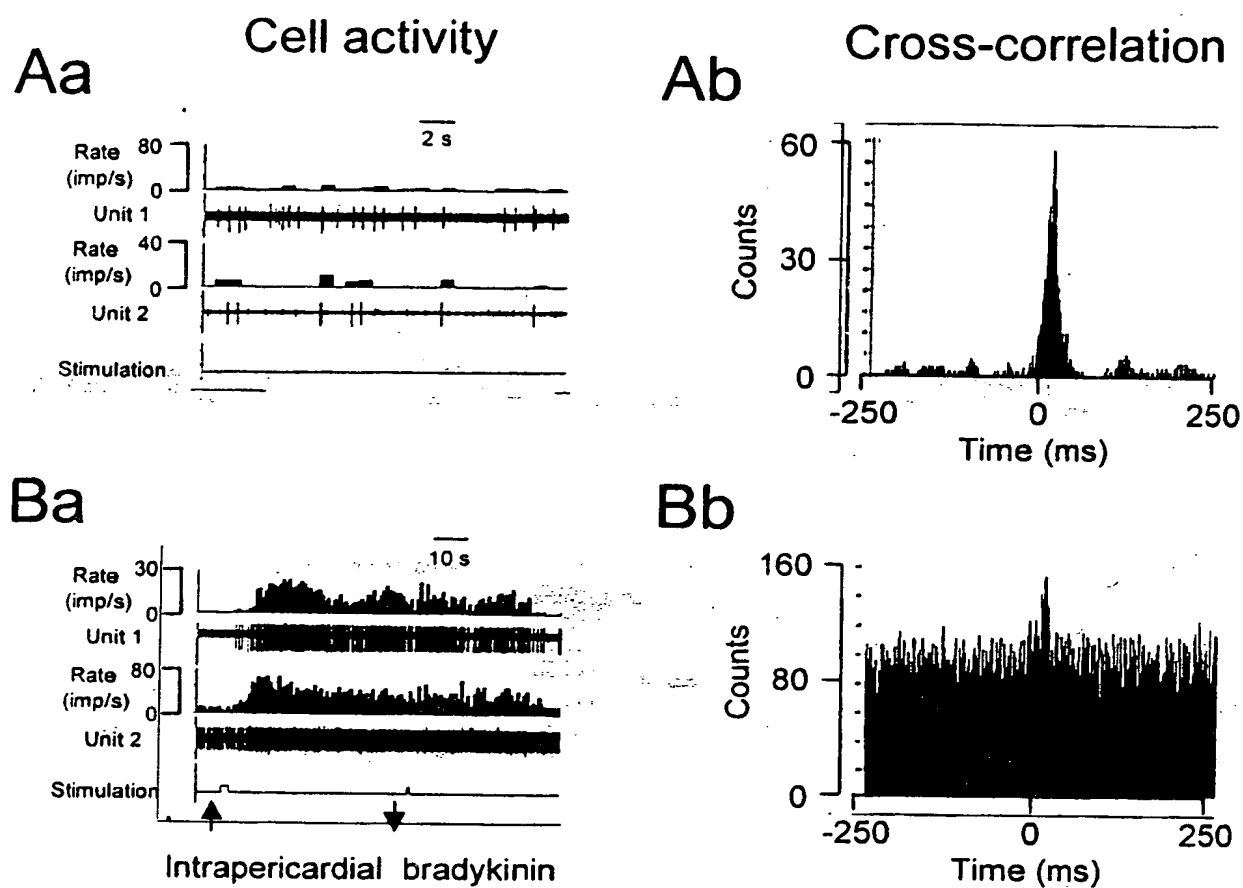 Cell activity
Cross-correlation
Aa
Ab
2 s
Rate 80
(imp/s)
0
Unit 1
Rate 40
(imp/s)
0
Unit 2
Stimulation
60
30
0
Counts
-250 0 250
Time (ms)
Ba
Bb
10 s
Rate 30
(imp/s)
0
Unit 1
Rate 80
(imp/s)
0
Unit 2
Stimulation
Intrapericardial bradykinin
160
80
0
Counts
-250 0 250
Time (ms)